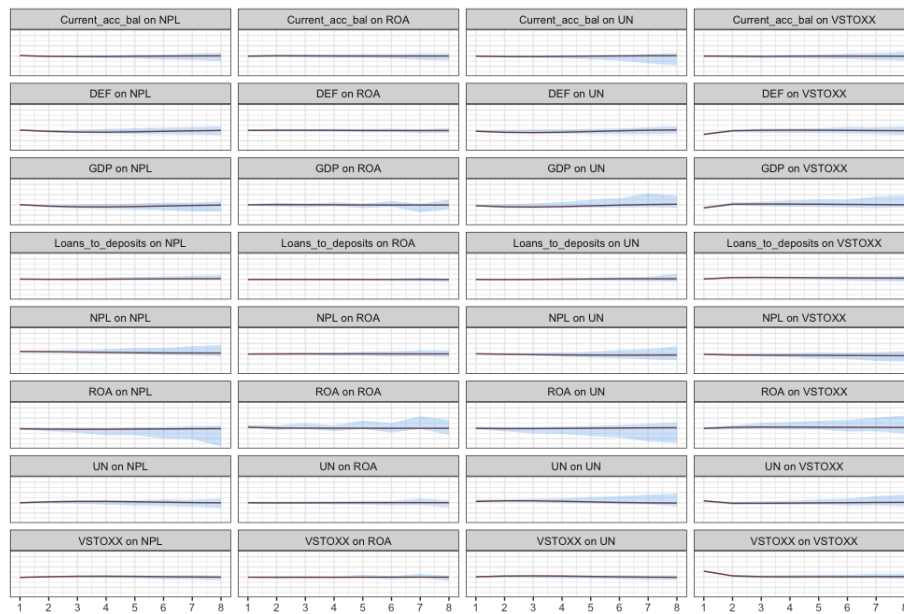 Current_acc_bal on NPL Current_acc_bal on ROA Current_acc_bal on UN Current_acc_bal on VSTOXX
DEF on NPL DEF on ROA DEF on UN DEF on VSTOXX
GDP on NPL GDP on ROA GDP on UN GDP on VSTOXX
Loans_to_deposits on NPL Loans_to_deposits on ROA Loans_to_deposits on UN Loans_to_deposits on VSTOXX
NPL on NPL NPL on ROA NPL on UN NPL on VSTOXX
ROA on NPL ROA on ROA ROA on UN ROA on VSTOXX
UN on NPL UN on ROA UN on UN UN on VSTOXX
VSTOXX on NPL VSTOXX on ROA VSTOXX on UN VSTOXX on VSTOXX
1 2 3 4 5 6 7 8 1 2 3 4 5 6 7 8 1 2 3 4 5 6 7 8 1 2 3 4 5 6 7 8